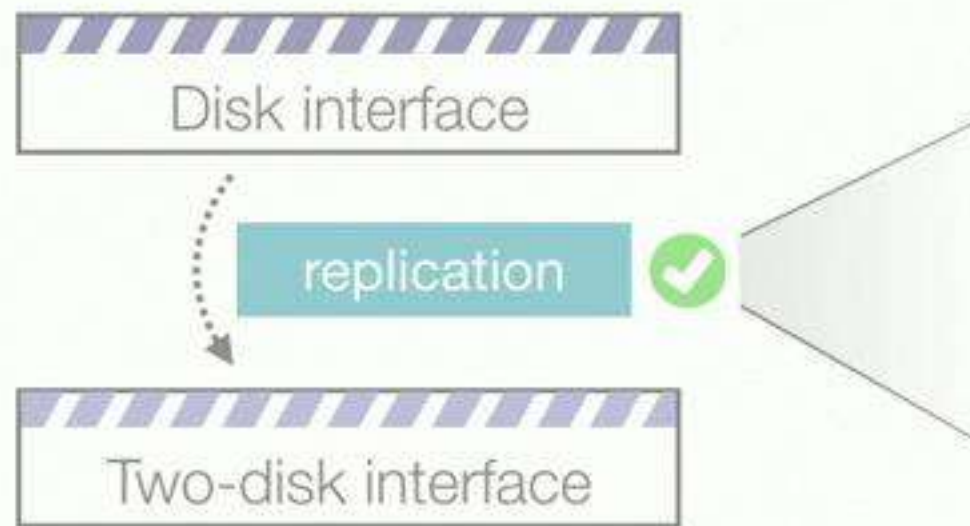 Disk interface
replication
Two-disk interface